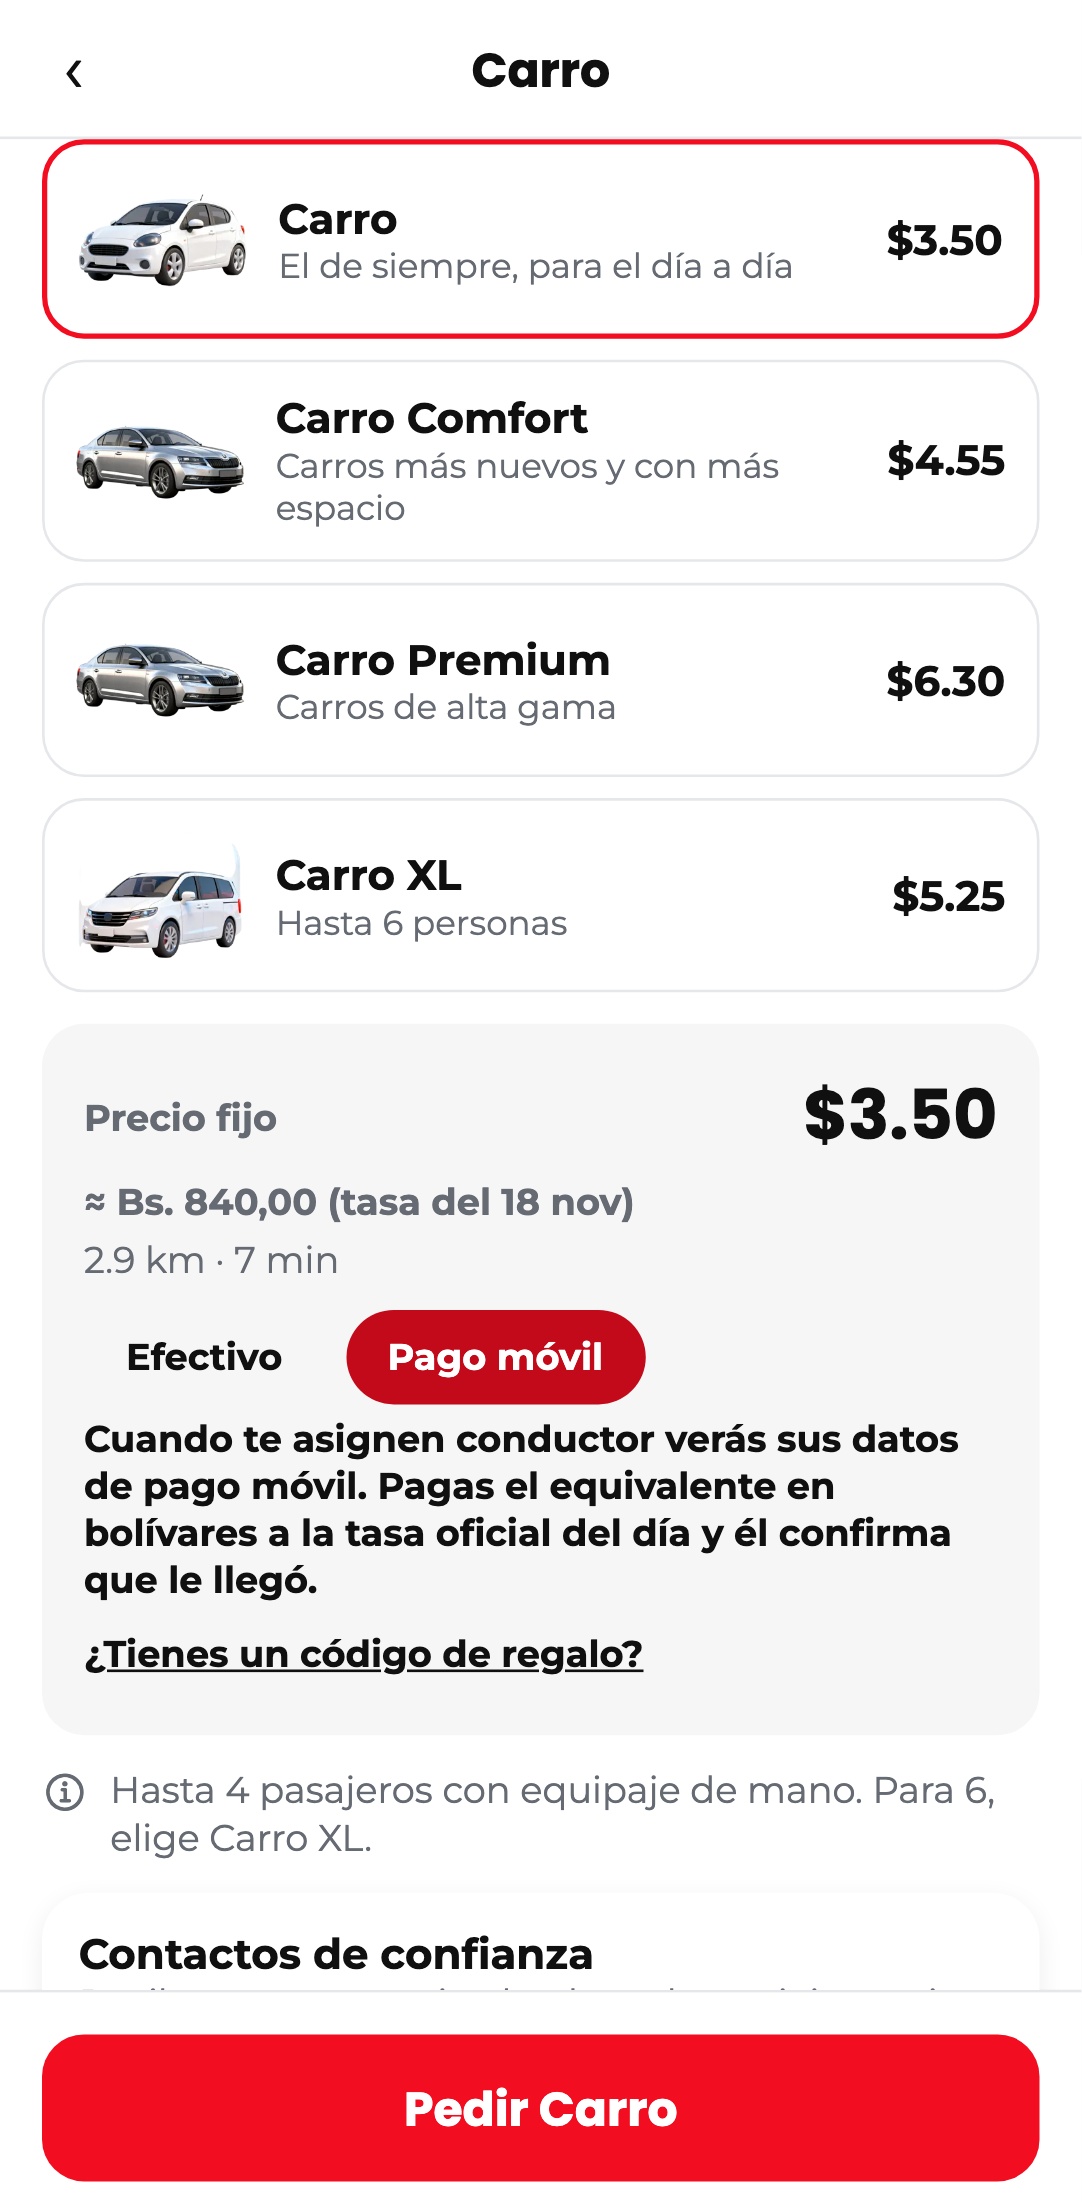 Carro
Carro
El de siempre, para el día a día
$3.50
Carro Comfort
Carros más nuevos y con más
espacio
$4.55
Carro Premium
Carros de alta gama
$6.30
Carro XL
Hasta 6 personas
$5.25
Precio fijo
$3.50
≈ Bs. 840,00 (tasa del 18 nov)
2.9 km · 7 min
Efectivo
Pago móvil
Cuando te asignen conductor verás sus datos
de pago móvil. Pagas el equivalente en
bolívares a la tasa oficial del día y él confirma
que le llegó.
¿Tienes un código de regalo?
Hasta 4 pasajeros con equipaje de mano. Para 6,
elige Carro XL.
Contactos de confianza
Pedir Carro